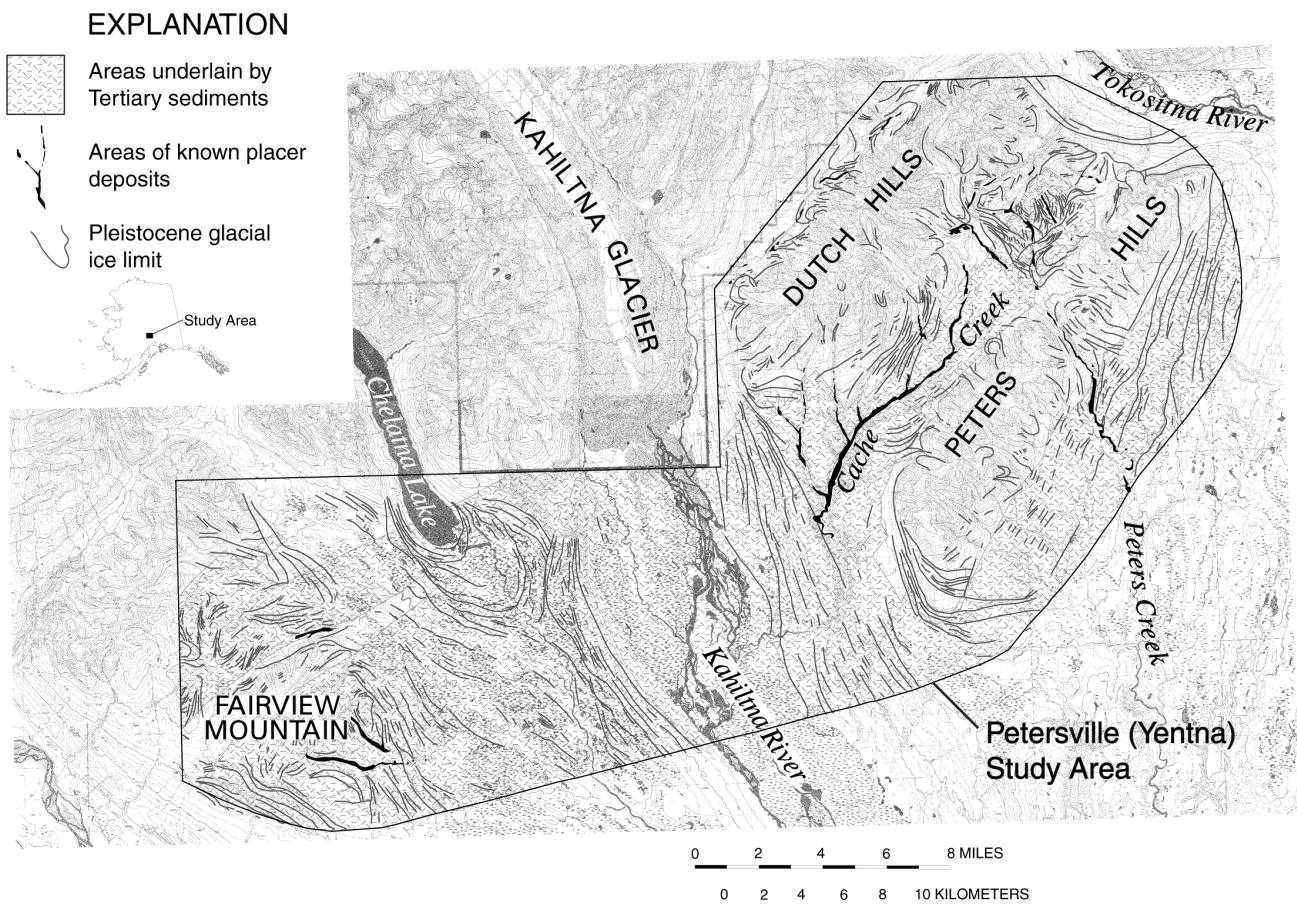 EXPLANATION
Areas underlain by
Tertiary sediments
Areas of known placer
deposits
Pleistocene glacial
ice limit
Study Area
KAHILTNA GLACIER
Tokositna River
DUTCH HILLS
HILLS
PETERS
Cache Creek
Chelatna Lake
Peters Creek
Kahiltna River
FAIRVIEW
MOUNTAIN
Petersville (Yentna)
Study Area
0 2 4 6 8 MILES
0 2 4 6 8 10 KILOMETERS